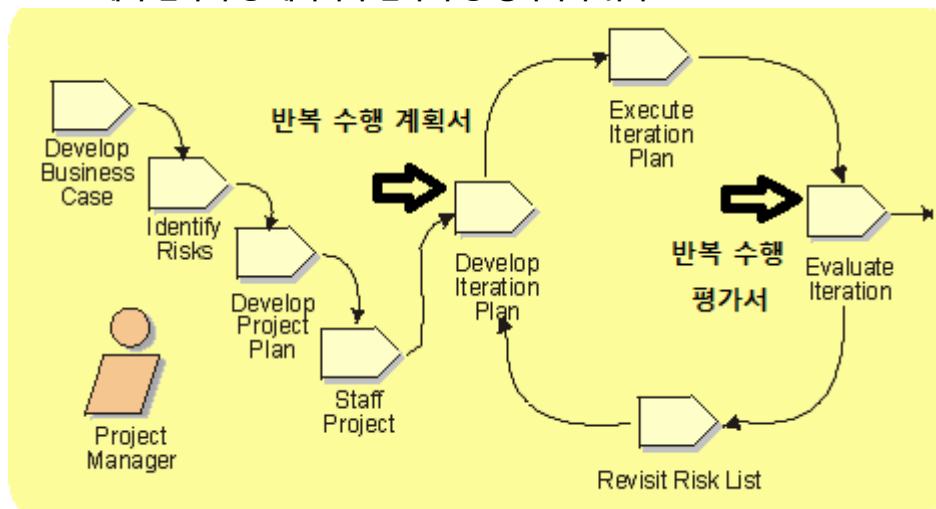 반복 수행 계획서
Execute
Iteration
Plan
Develop
Business
Case
Identify
Risks
Develop
Project
Plan
Staff
Project
Develop
Iteration
Plan
반복 수행
평가서
Evaluate
Iteration
Revisit Risk List
Project
Manager